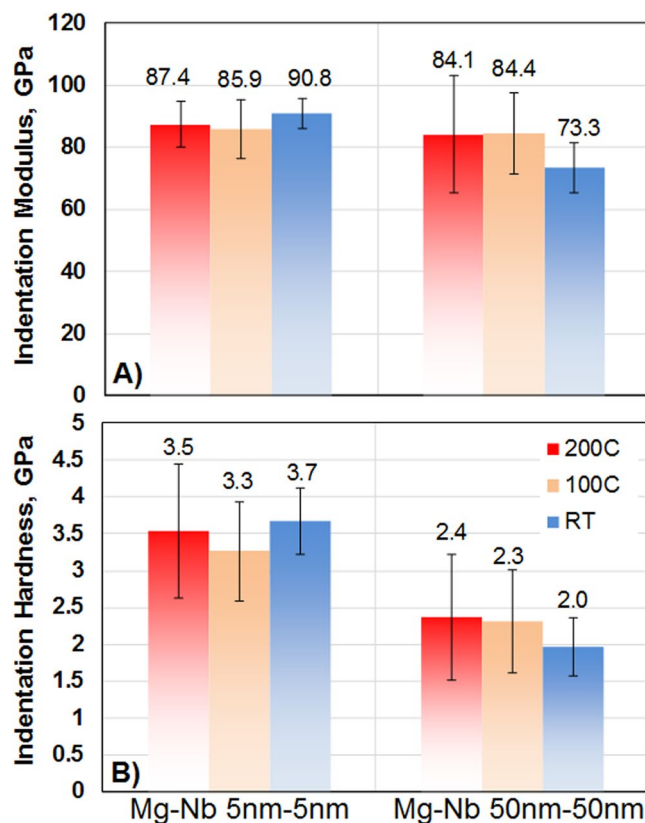 Indentation Modulus, GPa
120
100
80
60
40
20
0
87.4 85.9 90.8
84.1 84.4 73.3
A)
Indentation Hardness, GPa
5
4.5
4
3.5
3
2.5
2
1.5
1
0.5
0
3.5 3.3 3.7
2.4 2.3 2.0
200C
100C
RT
B)
Mg-Nb 5nm-5nm Mg-Nb 50nm-50nm